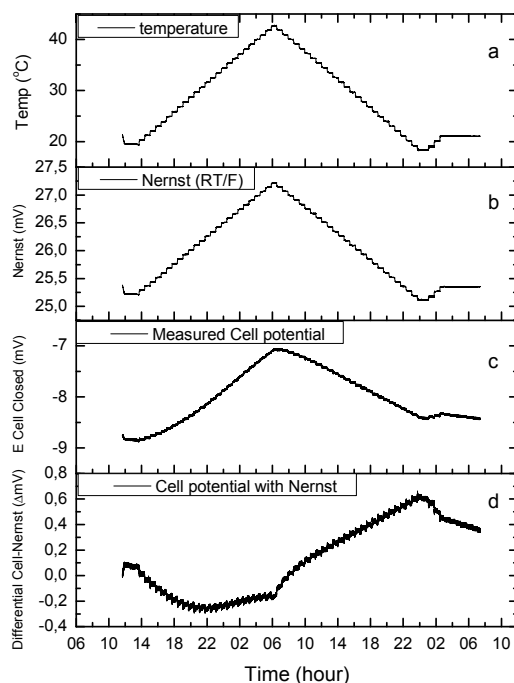 temperature
a
Temp (°C)
40
20
27,5
Nernst (RT/F)
b
Nernst (mV)
27,0
26,5
26,0
25,5
25,0
Measured Cell potential
c
E Cell Closed (mV)
-7
-8
-9
0,8
Cell potential with Nernst
d
Differential Cell-Nernst (ΔmV)
0,6
0,4
0,2
0,0
-0,2
-0,4
06 10 14 18 22 02 06 10 14 18 22 02 06 10
Time (hour)